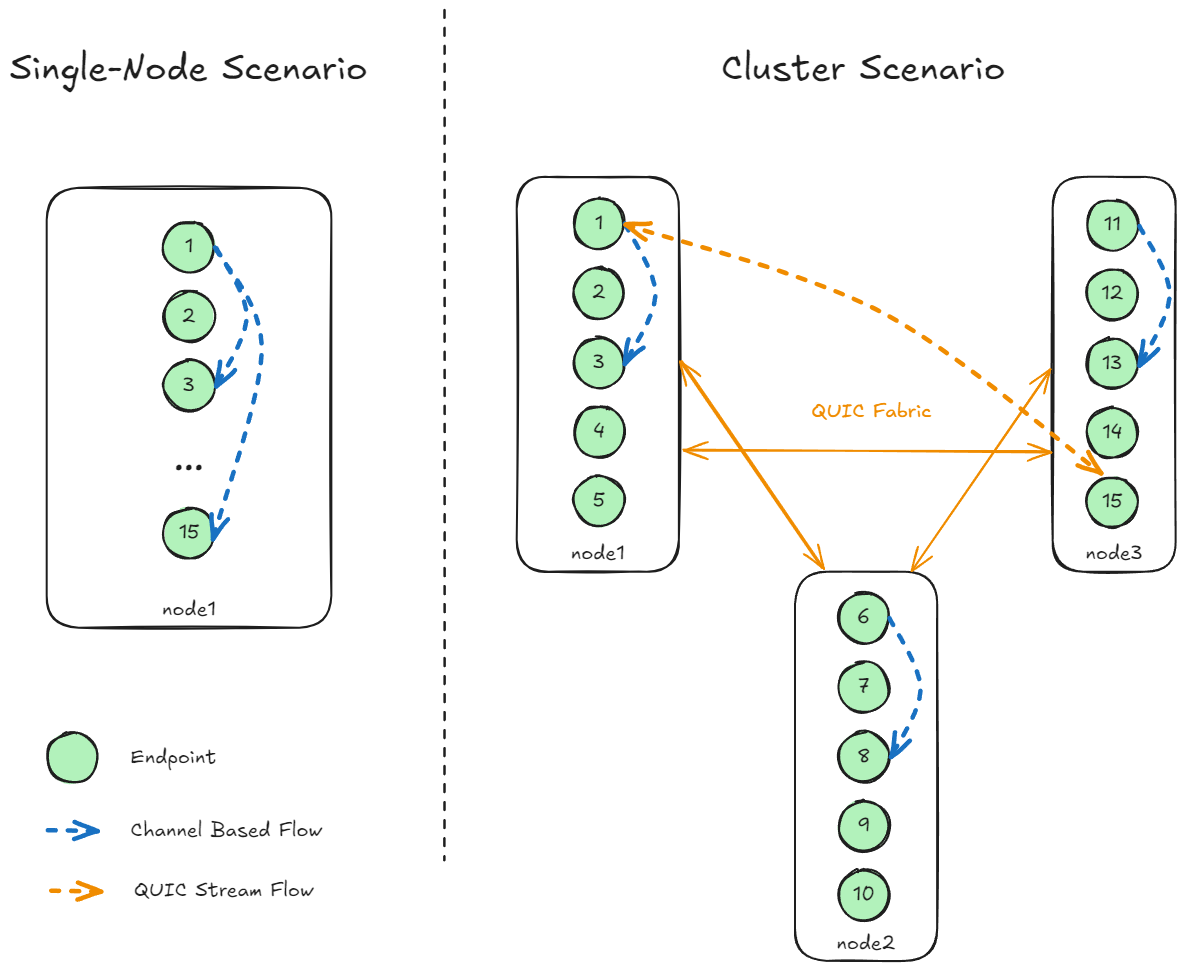 Single-Node Scenario
1
2
3
...
15
node1
Endpoint
Channel Based Flow
QUIC Stream Flow
Cluster Scenario
1
2
3
4
5
node1
QUIC Fabric
11
12
13
14
15
node3
6
7
8
9
10
node2